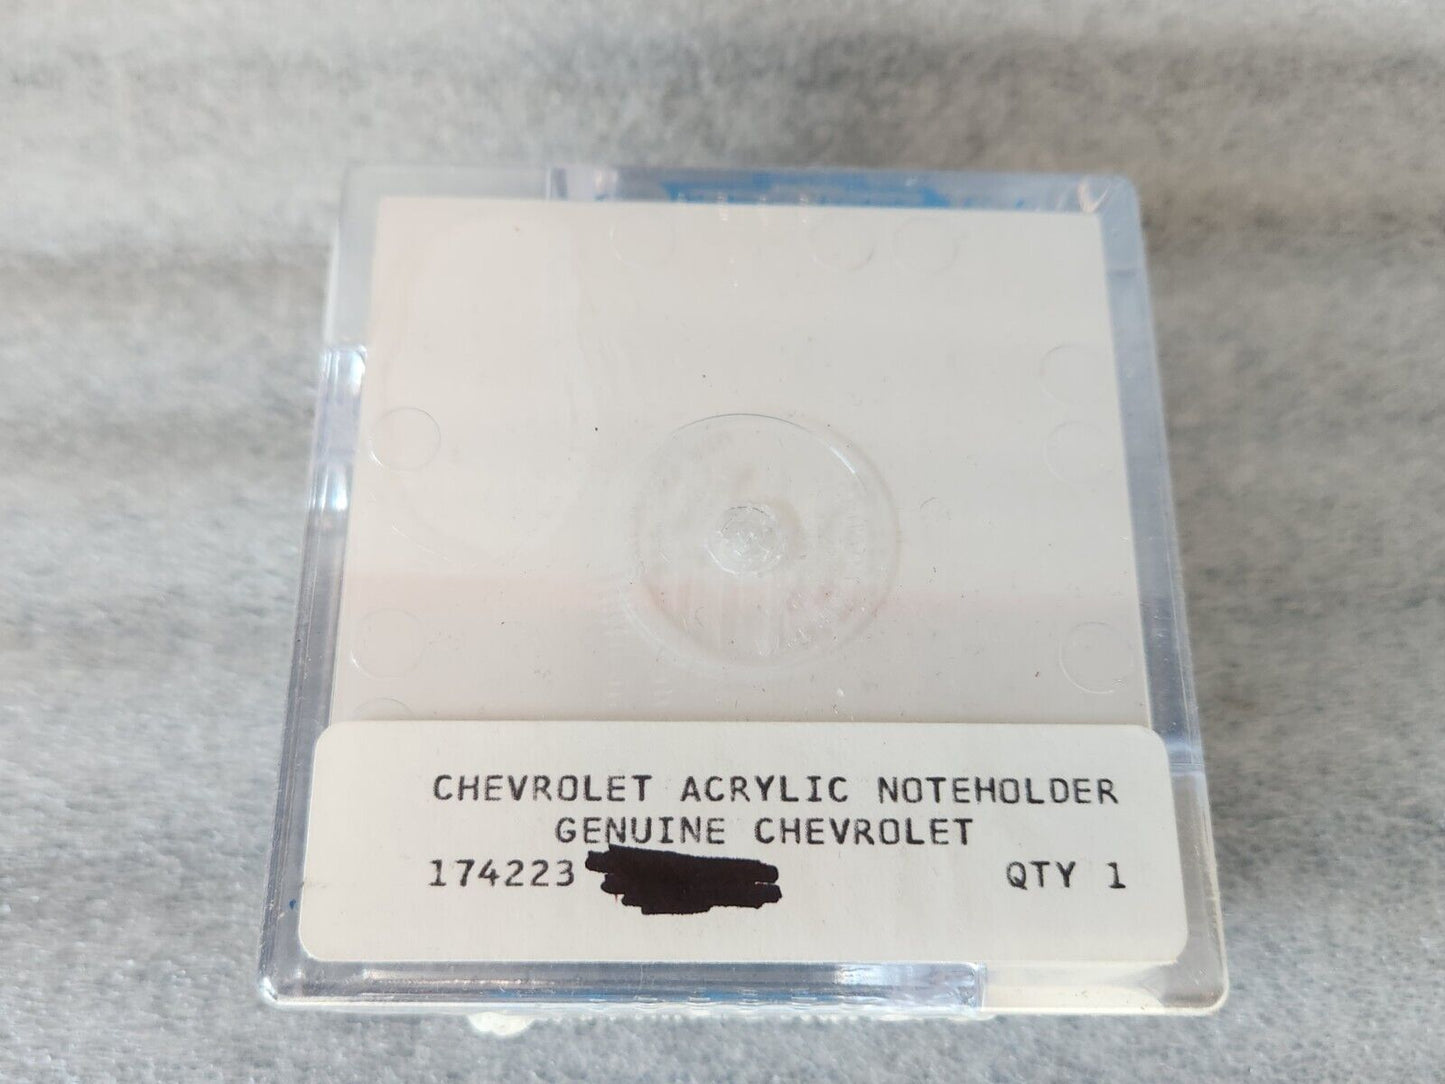 CHEVROLET ACRYLIC NOTEHOLDER
GENUINE CHEVROLET
174223 QTY 1